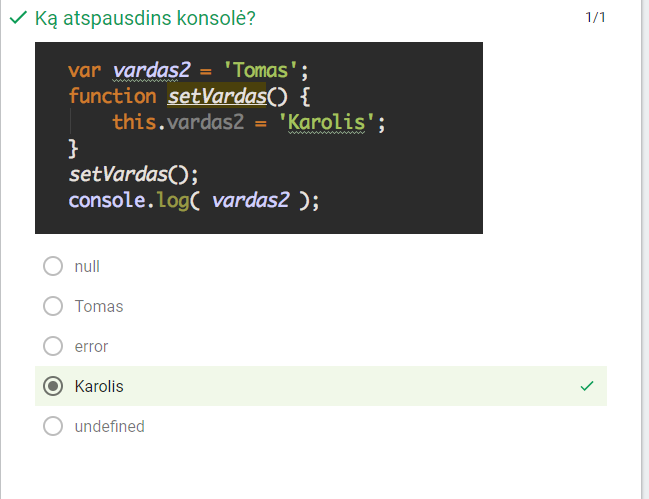 Ką atspausdins konsolė?
1/1
var vardas2 = 'Tomas';
function setVardas() {
    this.vardas2 = 'Karolis';
}
setVardas();
console.log( vardas2 );
null
Tomas
error
Karolis
undefined